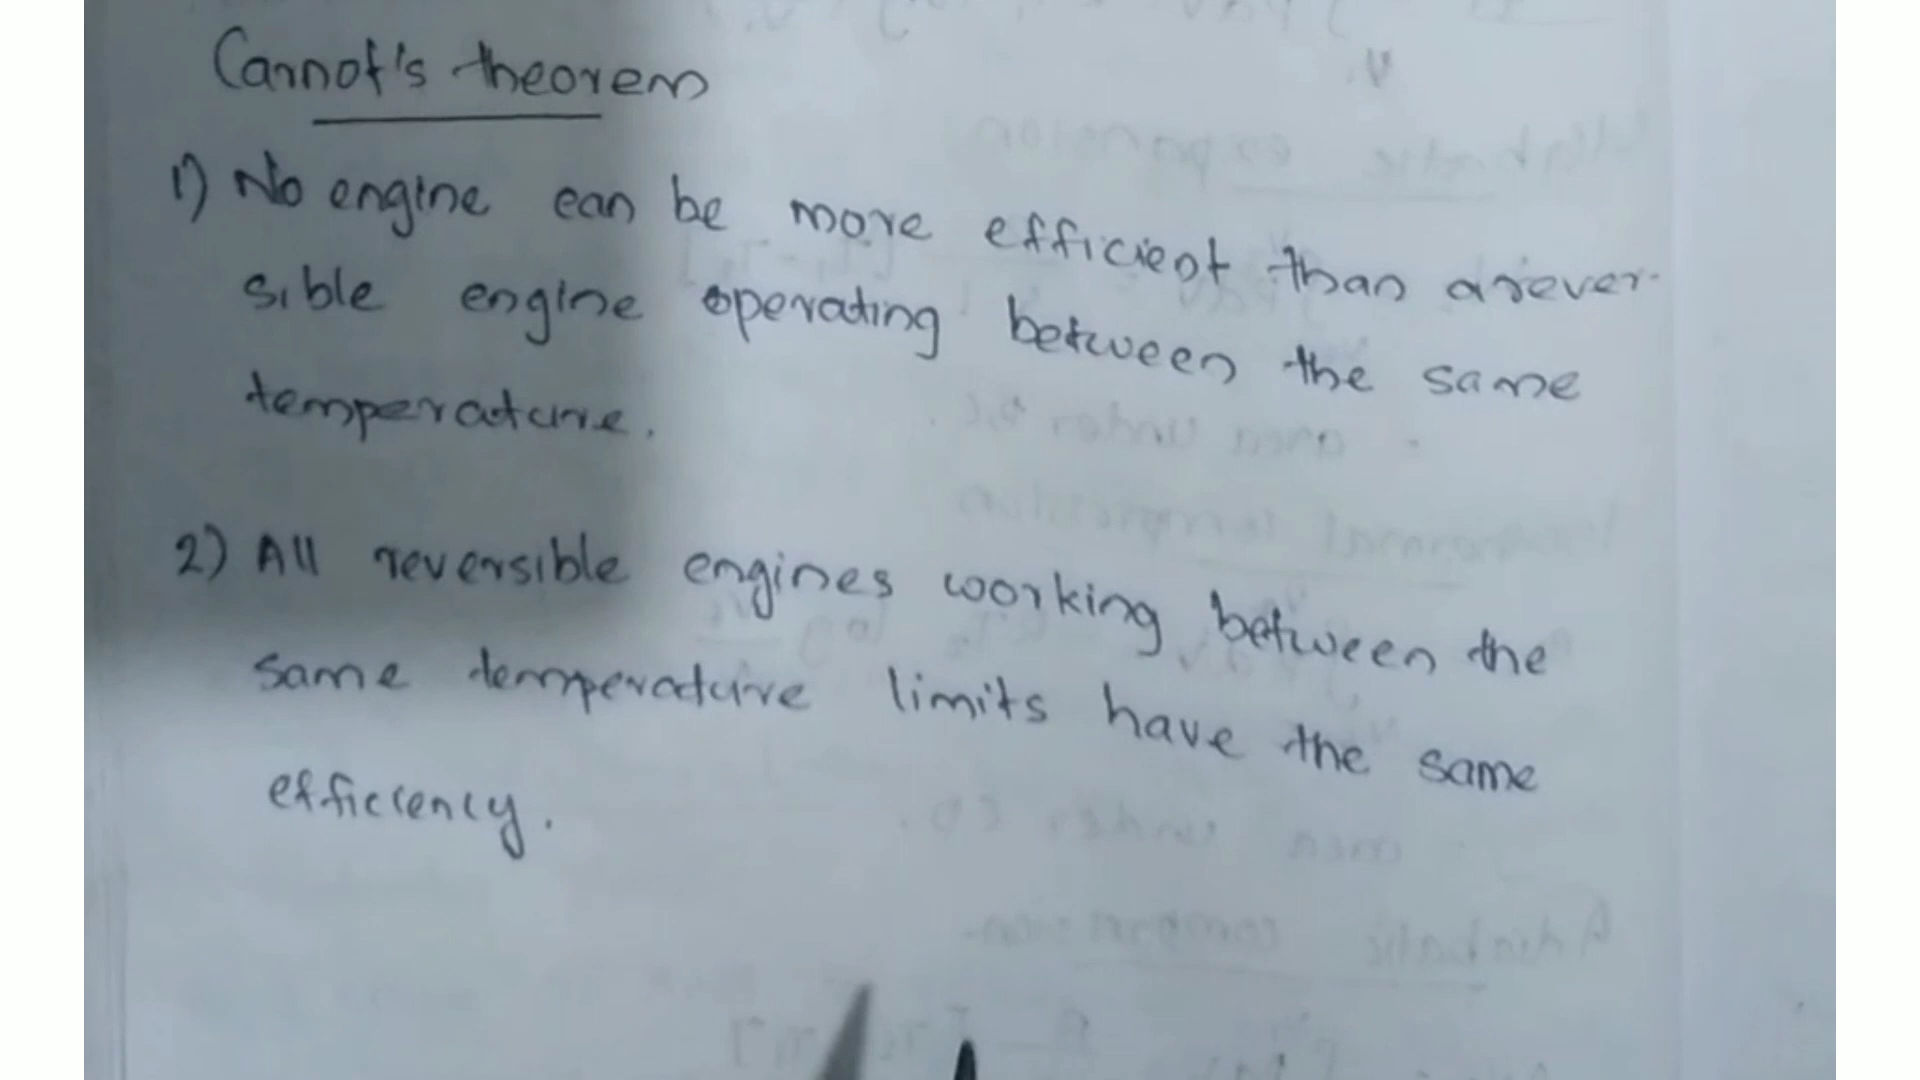 Carnot's theorem
1) No engine can be more efficient than a rever-
sible engine operating between the same
temperature.
2) All reversible engines working between the
same temperature limits have the same
efficiency.